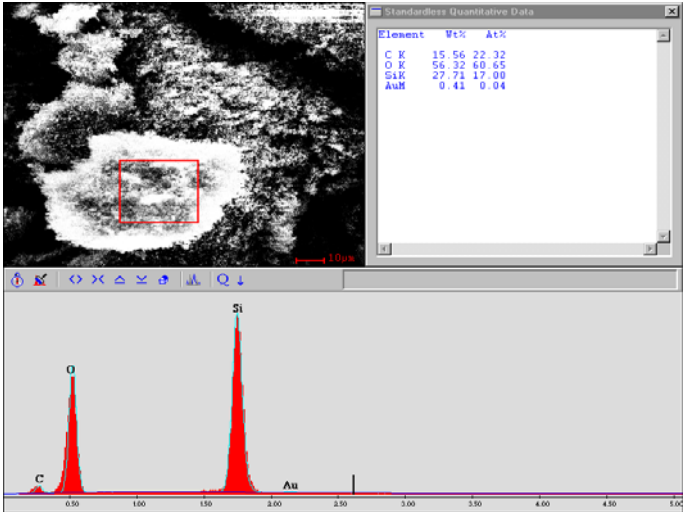 Standardless Quantitative Data
Element Wt% At%
C K 15.56 22.32
O K 56.32 60.65
SiK 27.71 17.00
AuM 0.41 0.04
10µm
Q
Si
O
C
Au
0.50 1.00 1.50 2.00 2.50 3.00 3.50 4.00 4.50 5.0